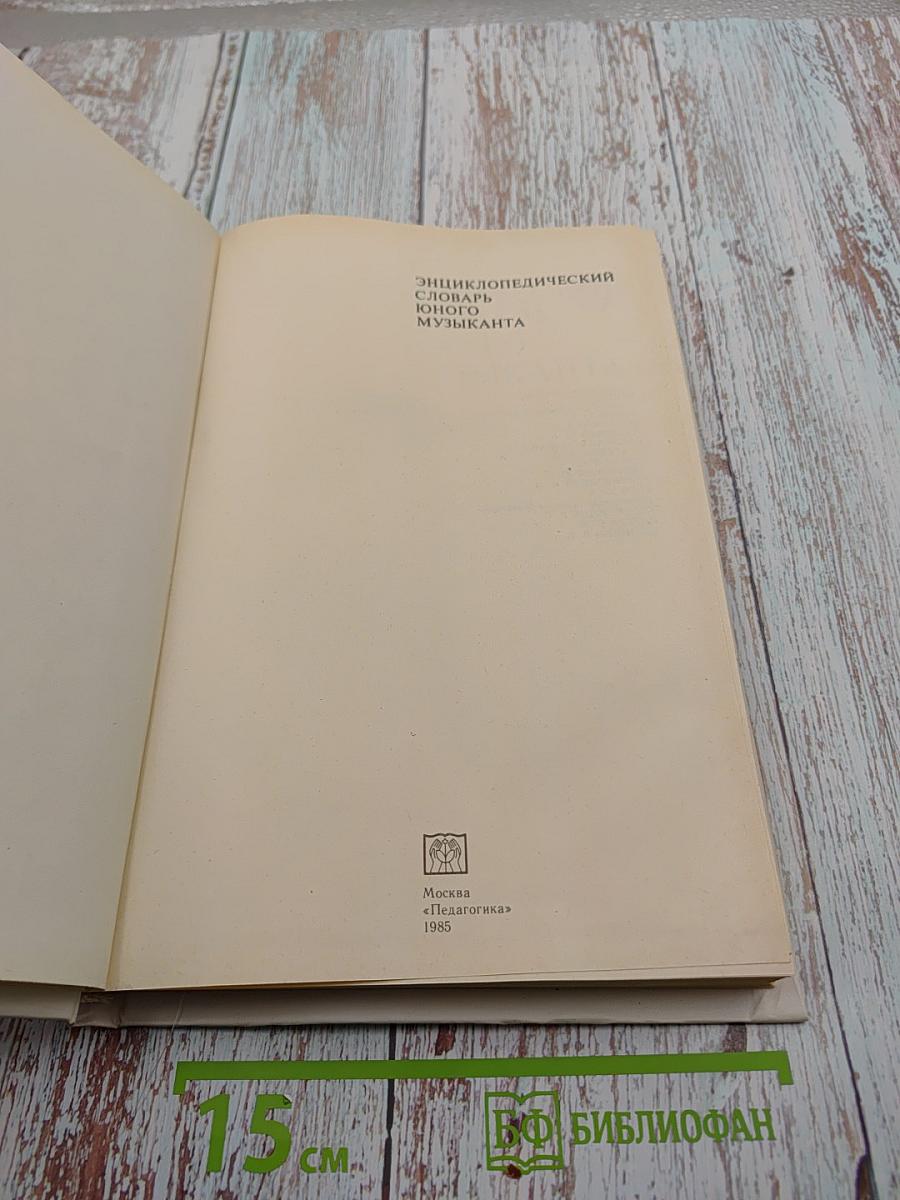 ЭНЦИКЛОПЕДИЧЕСКИЙ
СЛОВАРЬ
ЮНОГО
МУЗЫКАНТА
Москва
«Педагогика»
1985
15 см
БФ БИБЛИОФАН